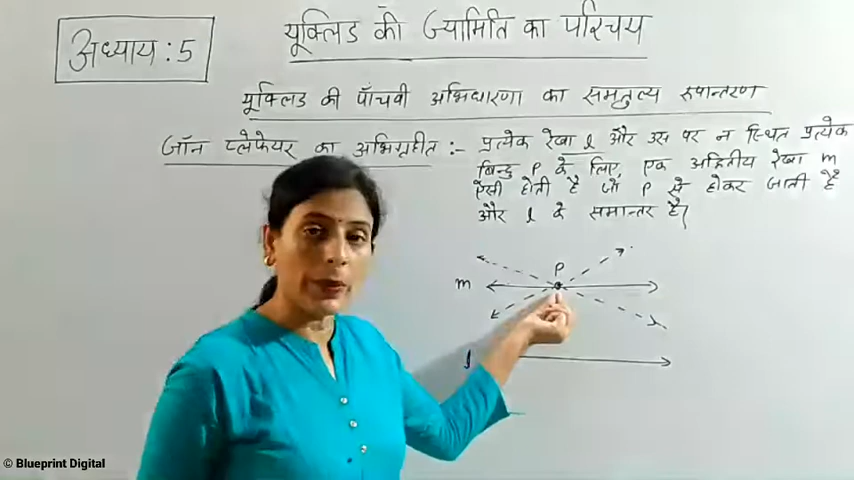 अध्याय : 5
यूक्लिड की ज्यामिति का परिचय
यूक्लिड की पाँचवी अभिधारणा का समतुल्य रूपान्तरण
जॉन प्लेफेयर का अभिगृहीत :- प्रत्येक रेखा l और उस पर न स्थित प्रत्येक
बिन्दु P के लिए, एक अद्वितीय रेखा m
ऐसी होती है जो P से होकर जाती है
और l के समान्तर है।
P
m
l
© Blueprint Digital